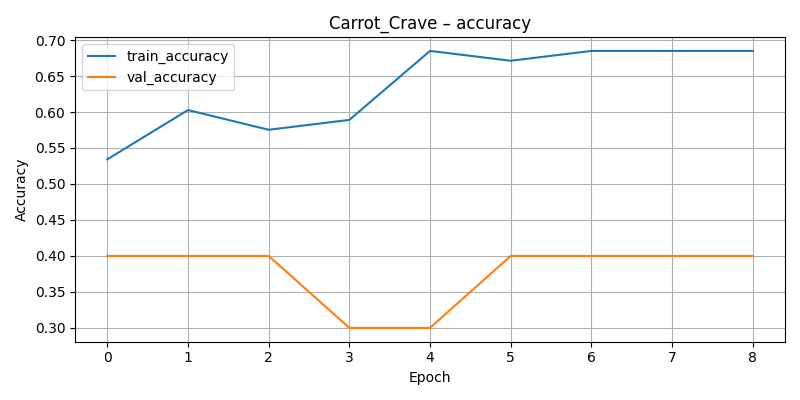 Carrot_Crave – accuracy
train_accuracy
val_accuracy
0.70
0.65
0.60
0.55
0.50
0.45
0.40
0.35
0.30
Accuracy
0 1 2 3 4 5 6 7 8
Epoch